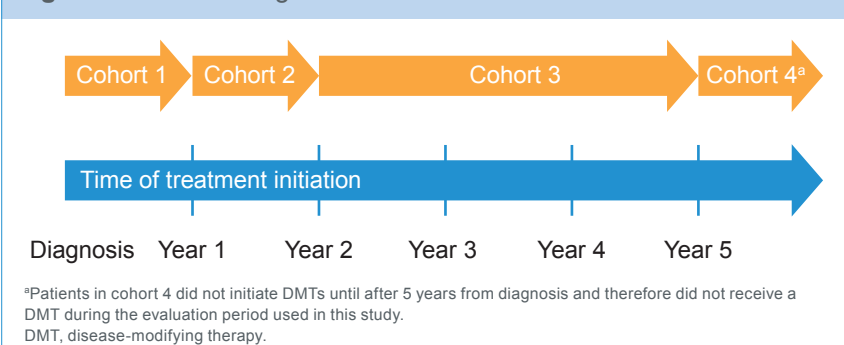 Cohort 1 Cohort 2 Cohort 3 Cohort 4ᵃ
Time of treatment initiation
Diagnosis Year 1 Year 2 Year 3 Year 4 Year 5
ᵃPatients in cohort 4 did not initiate DMTs until after 5 years from diagnosis and therefore did not receive a
DMT during the evaluation period used in this study.
DMT, disease-modifying therapy.